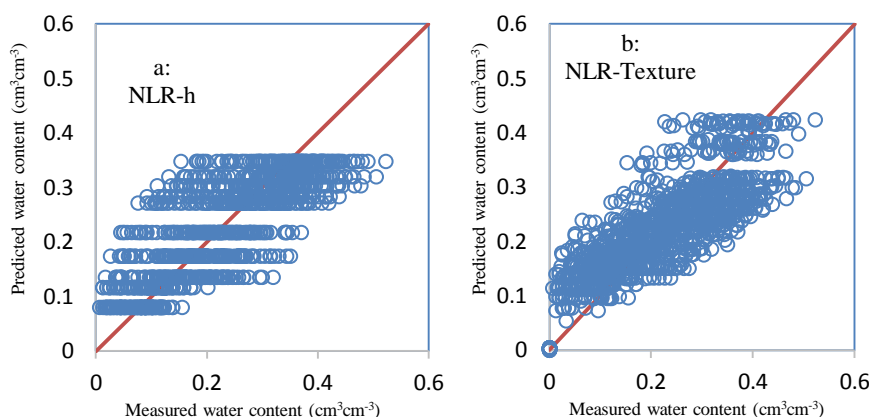 Predicted water content (cm³cm⁻³)
0.6
0.5
0.4
0.3
0.2
0.1
0
a:
NLR-h
0 0.2 0.4 0.6
Measured water content (cm³cm⁻³)
Predicted water content (cm³cm⁻³)
0.6
0.5
0.4
0.3
0.2
0.1
0
b:
NLR-Texture
0 0.2 0.4 0.6
Measured water content (cm³cm⁻³)